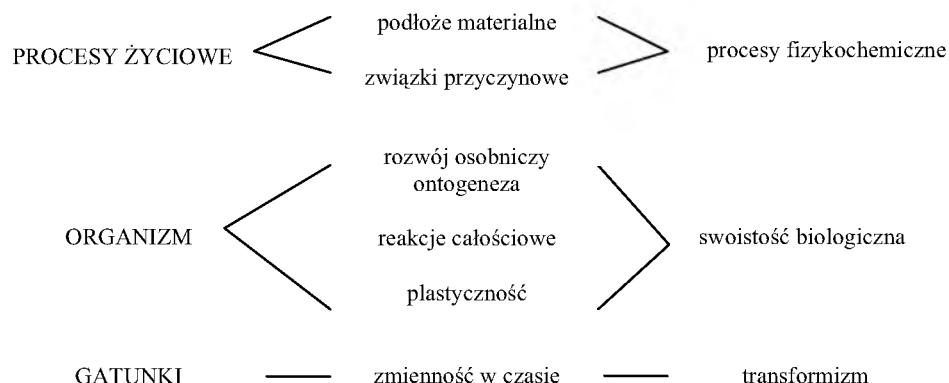 podłoże materialne
PROCESY ŻYCIOWE
procesy fizykochemiczne
związki przyczynowe
rozwój osobniczy
ontogeneza
ORGANIZM
reakcje całościowe
swoistość biologiczna
plastyczność
GATUNKI
zmienność w czasie
transformizm